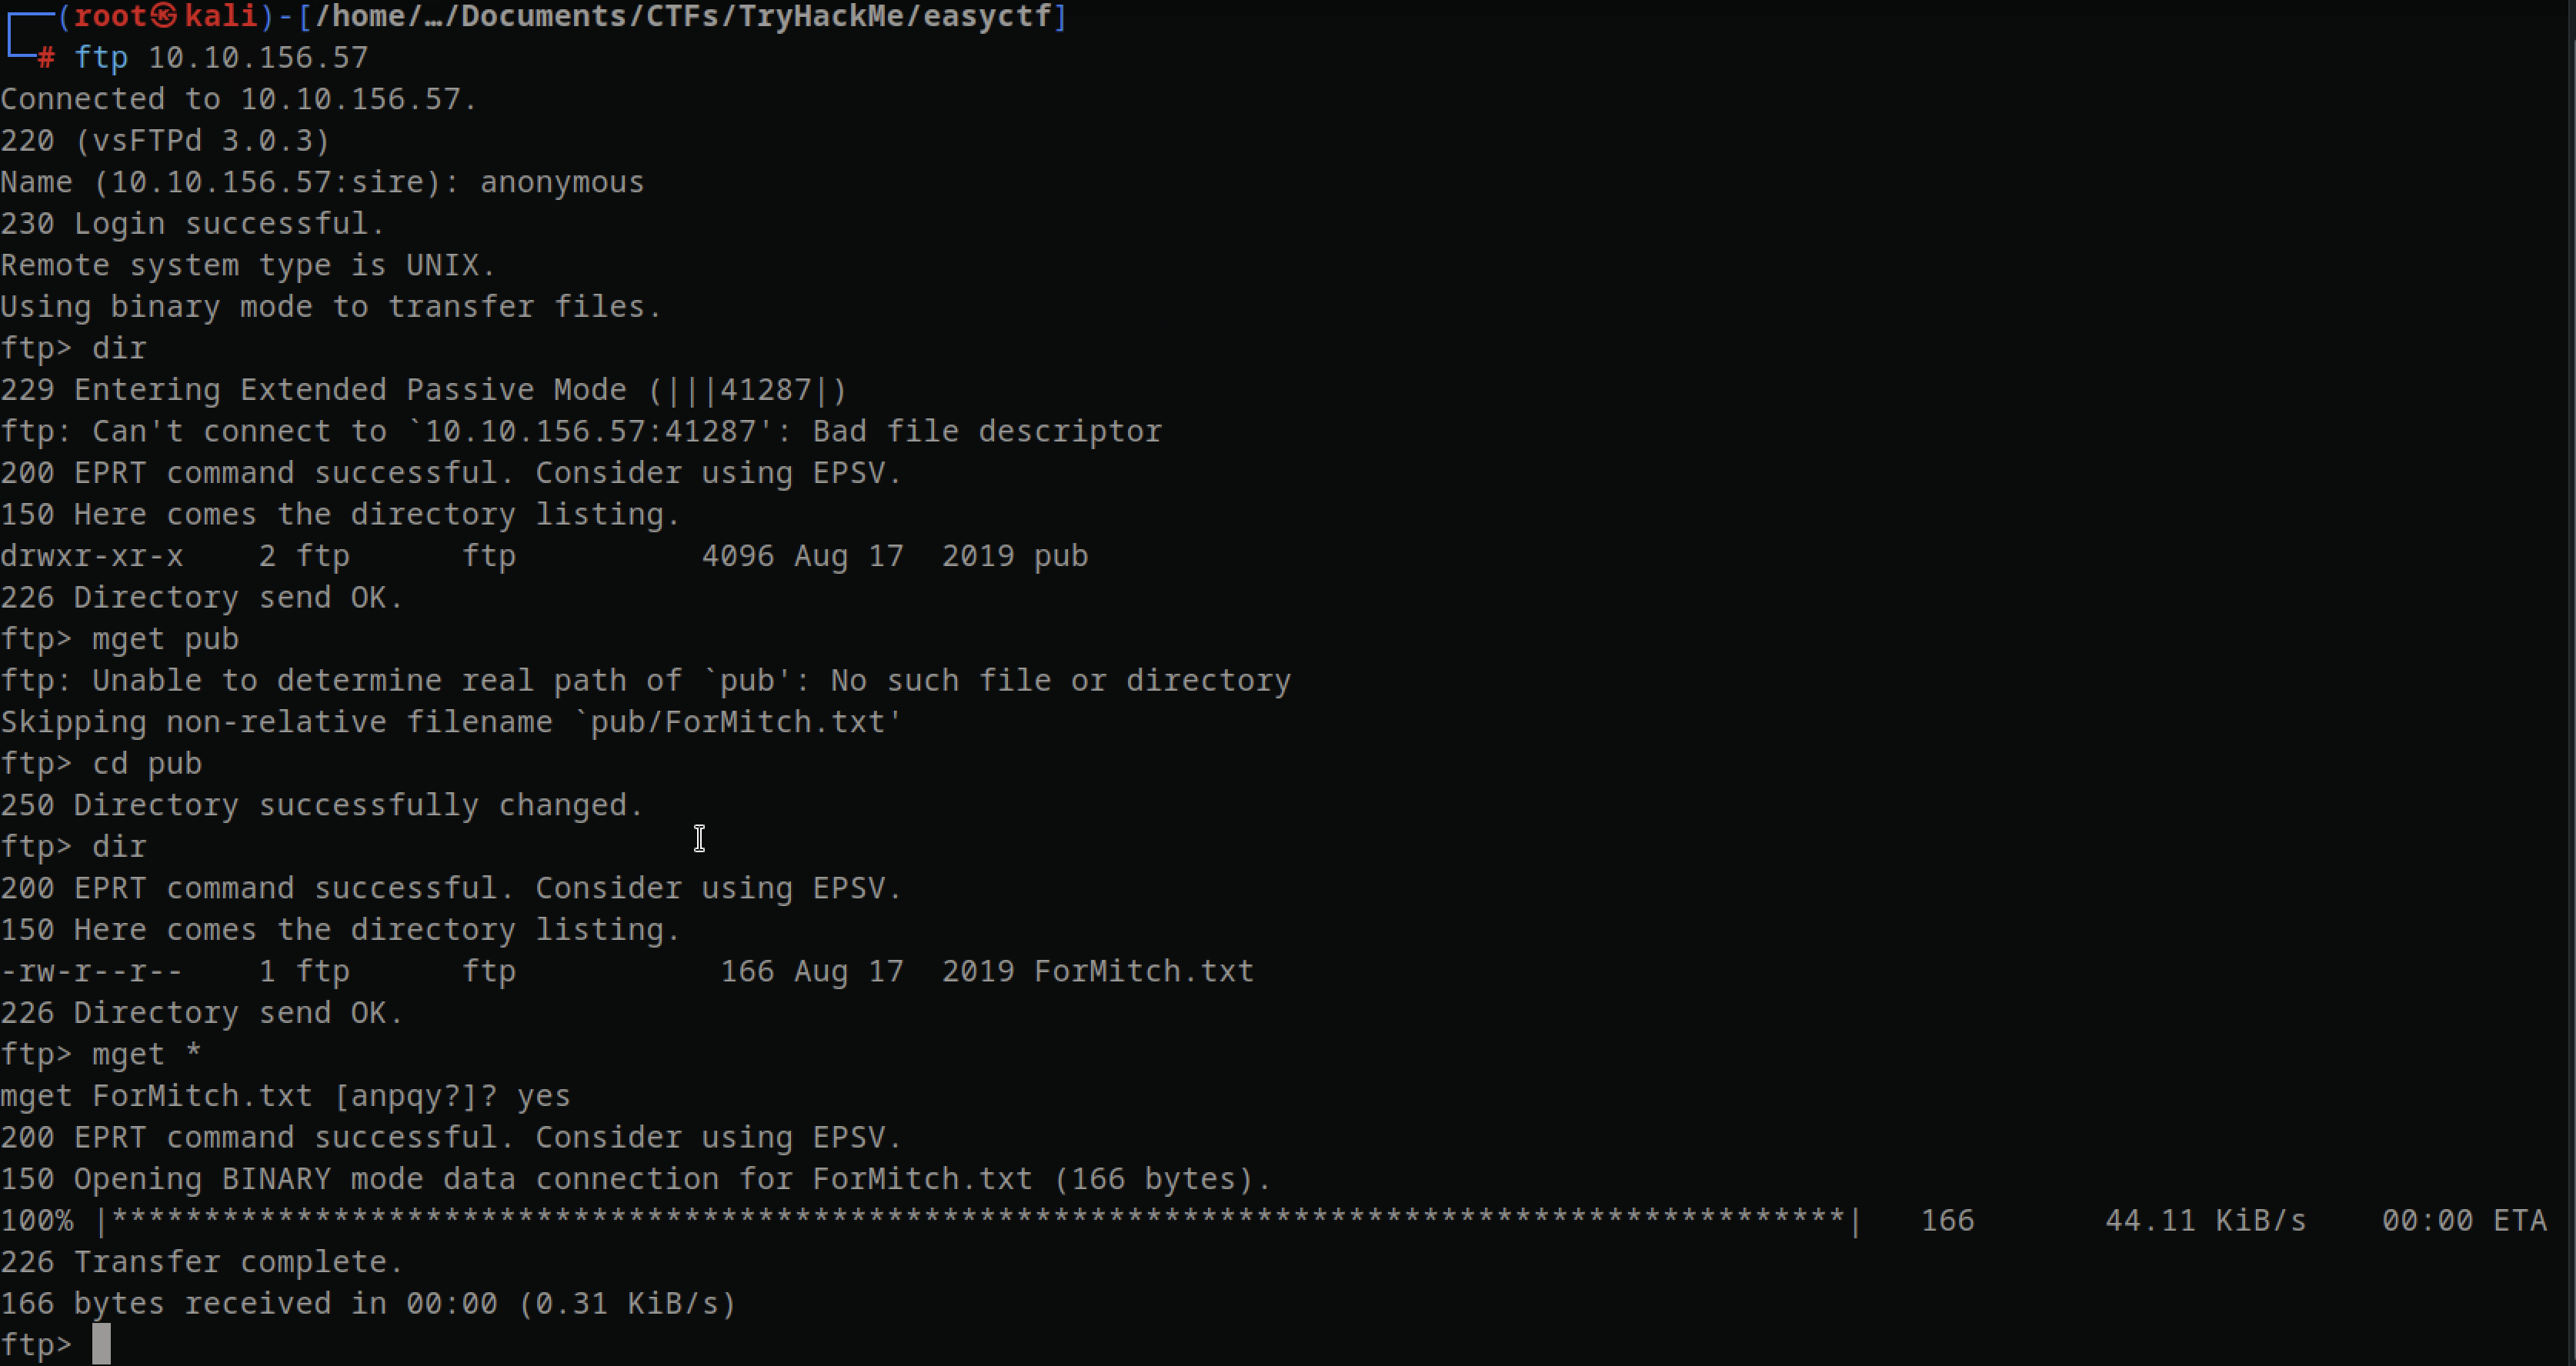 ┌──(root㉿kali)-[/home/…/Documents/CTFs/TryHackMe/easyctf]
└─# ftp 10.10.156.57
Connected to 10.10.156.57.
220 (vsFTPd 3.0.3)
Name (10.10.156.57:sire): anonymous
230 Login successful.
Remote system type is UNIX.
Using binary mode to transfer files.
ftp> dir
229 Entering Extended Passive Mode (|||41287|)
ftp: Can't connect to `10.10.156.57:41287': Bad file descriptor
200 EPRT command successful. Consider using EPSV.
150 Here comes the directory listing.
drwxr-xr-x    2 ftp      ftp          4096 Aug 17  2019 pub
226 Directory send OK.
ftp> mget pub
ftp: Unable to determine real path of `pub': No such file or directory
Skipping non-relative filename `pub/ForMitch.txt'
ftp> cd pub
250 Directory successfully changed.
ftp> dir
200 EPRT command successful. Consider using EPSV.
150 Here comes the directory listing.
-rw-r--r--    1 ftp      ftp           166 Aug 17  2019 ForMitch.txt
226 Directory send OK.
ftp> mget *
mget ForMitch.txt [anpqy?]? yes
200 EPRT command successful. Consider using EPSV.
150 Opening BINARY mode data connection for ForMitch.txt (166 bytes).
100% |**********************************************************************************************|   166       44.11 KiB/s    00:00 ETA
226 Transfer complete.
166 bytes received in 00:00 (0.31 KiB/s)
ftp>